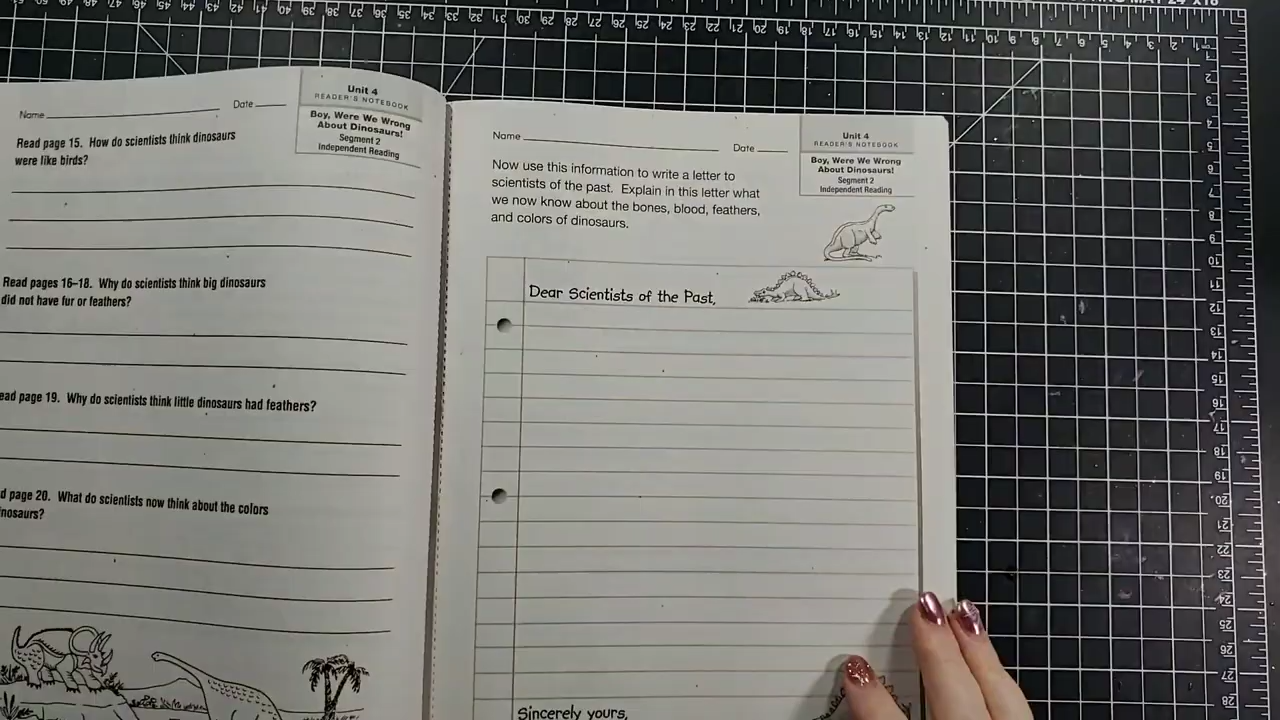 Name
Date
Unit 4
READER'S NOTEBOOK
Boy, Were We Wrong
About Dinosaurs!
Segment 2
Independent Reading
Read page 15. How do scientists think dinosaurs
were like birds?
Read pages 16–18. Why do scientists think big dinosaurs
did not have fur or feathers?
ead page 19. Why do scientists think little dinosaurs had feathers?
d page 20. What do scientists now think about the colors
nosaurs?
Name
Date
Unit 4
READER'S NOTEBOOK
Boy, Were We Wrong
About Dinosaurs!
Segment 2
Independent Reading
Now use this information to write a letter to
scientists of the past. Explain in this letter what
we now know about the bones, blood, feathers,
and colors of dinosaurs.
Dear Scientists of the Past,
Sincerely yours,